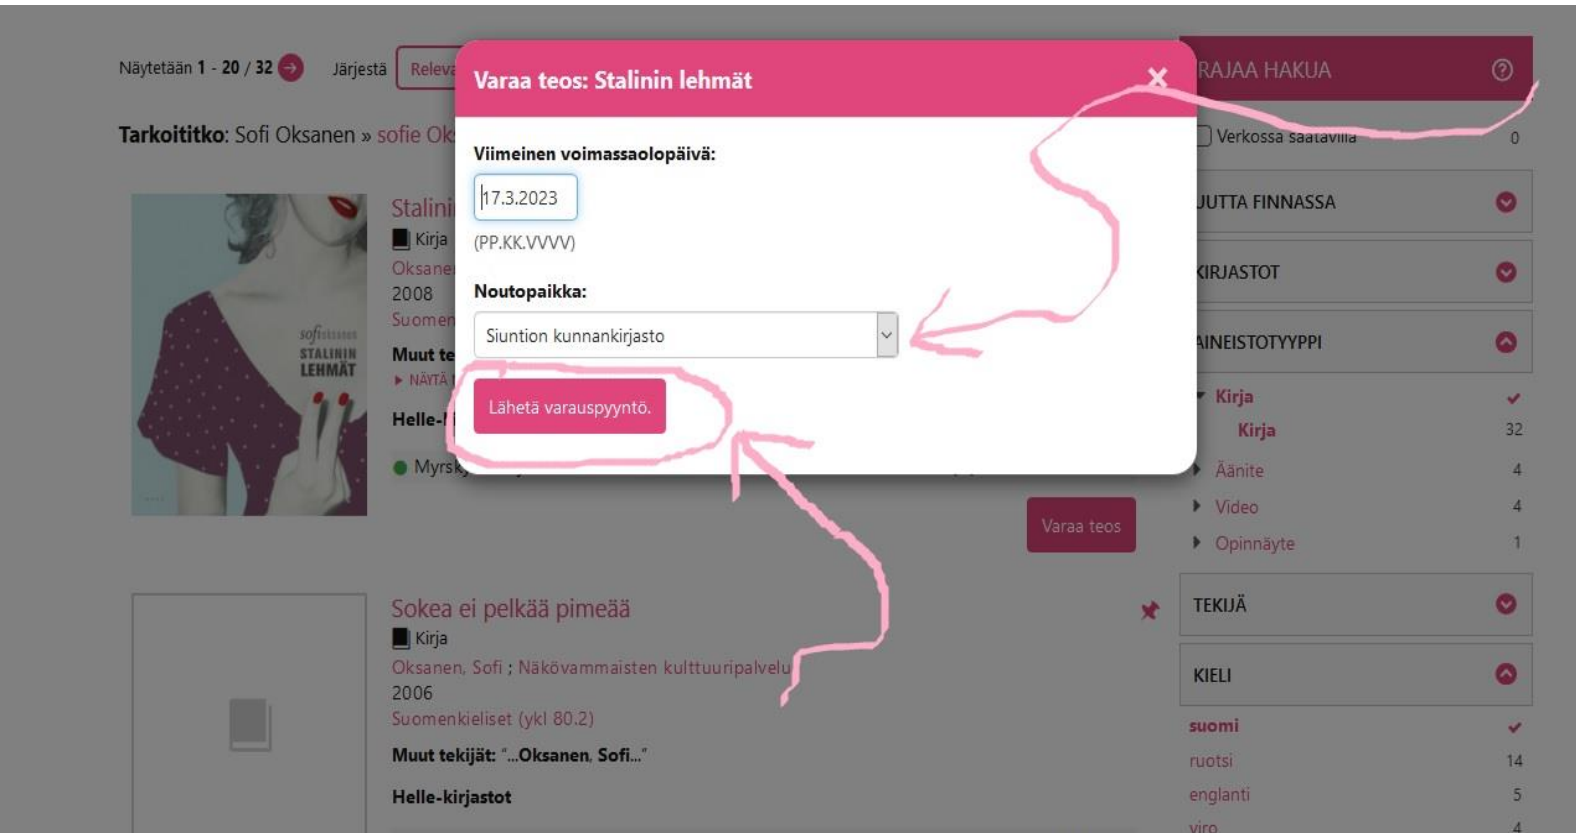 Näytetään 1 - 20 / 32
Järjestä
Releva
Tarkoititko: Sofi Oksanen » sofie Ok
Varaa teos: Stalinin lehmät
Viimeinen voimassaolopäivä:
17.3.2023
(PP.KK.VVVV)
Noutopaikka:
Siuntion kunnankirjasto
Lähetä varauspyyntö.
sofi oksanen
STALININ
LEHMÄT
Stalini
Kirja
Oksane
2008
Suomen
Muut te
NÄYTÄ
Helle-
Myrsk
Varaa teos
Sokea ei pelkää pimeää
Kirja
Oksanen, Sofi ; Näkövammaisten kulttuuripalvelu
2006
Suomenkieliset (ykl 80.2)
Muut tekijät: "...Oksanen, Sofi..."
Helle-kirjastot
RAJAA HAKUA
Verkossa saatavilla 0
UUTTA FINNASSA
KIRJASTOT
AINEISTOTYYPPI
Kirja
Kirja 32
Äänite 4
Video 4
Opinnäyte 1
TEKIJÄ
KIELI
suomi
ruotsi 14
englanti 5
viro 4